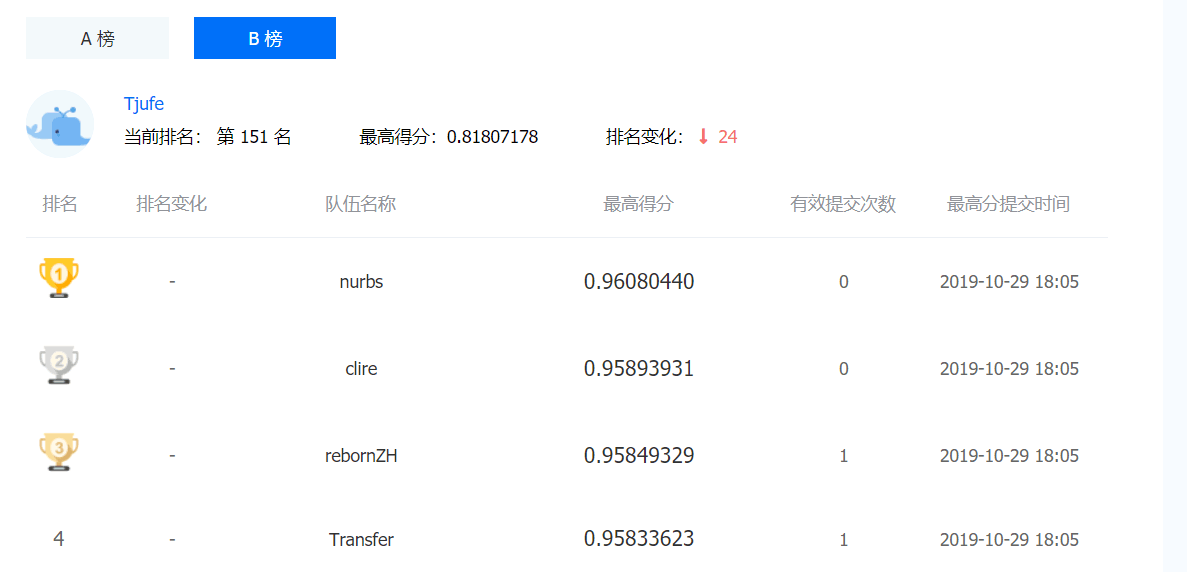 A 榜 B 榜
Tjufe
当前排名： 第 151 名 最高得分：0.81807178 排名变化： 24
排名 排名变化 队伍名称 最高得分 有效提交次数 最高分提交时间
1 - nurbs 0.96080440 0 2019-10-29 18:05
2 - clire 0.95893931 0 2019-10-29 18:05
3 - rebornZH 0.95849329 1 2019-10-29 18:05
4 - Transfer 0.95833623 1 2019-10-29 18:05